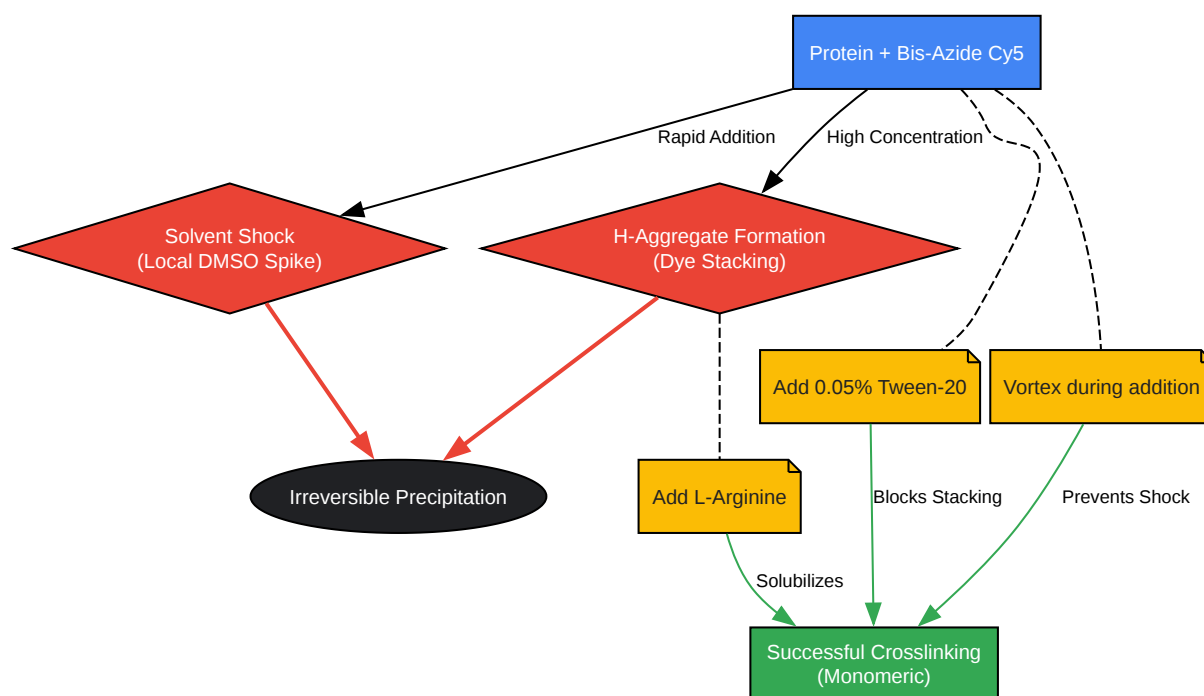 Protein + Bis-Azide Cy5
Rapid Addition
High Concentration
Solvent Shock
(Local DMSO Spike)
H-Aggregate Formation
(Dye Stacking)
Add 0.05% Tween-20
Vortex during addition
Irreversible Precipitation
Add L-Arginine
Blocks Stacking
Prevents Shock
Solubilizes
Successful Crosslinking
(Monomeric)